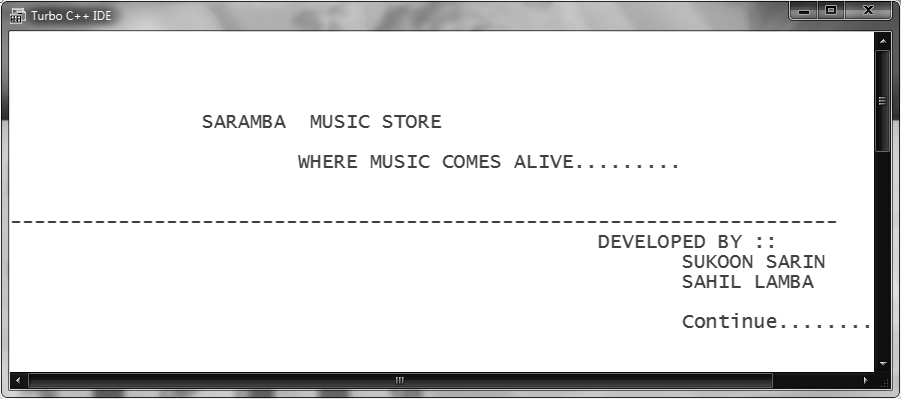 Turbo C++ IDE
SARAMBA  MUSIC STORE
WHERE MUSIC COMES ALIVE.........
---------------------------------------------------------------------
DEVELOPED BY ::
SUKOON SARIN
SAHIL LAMBA
Continue........